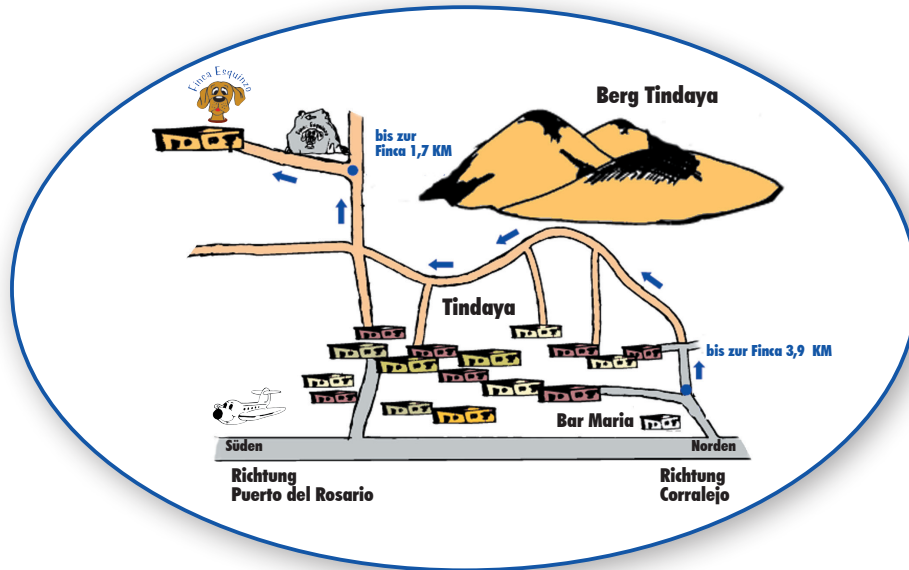 Finca Esquinzo
Berg Tindaya
bis zur
Finca 1,7 KM
Tindaya
bis zur Finca 3,9 KM
Bar Maria
Süden
Norden
Richtung
Puerto del Rosario
Richtung
Corralejo